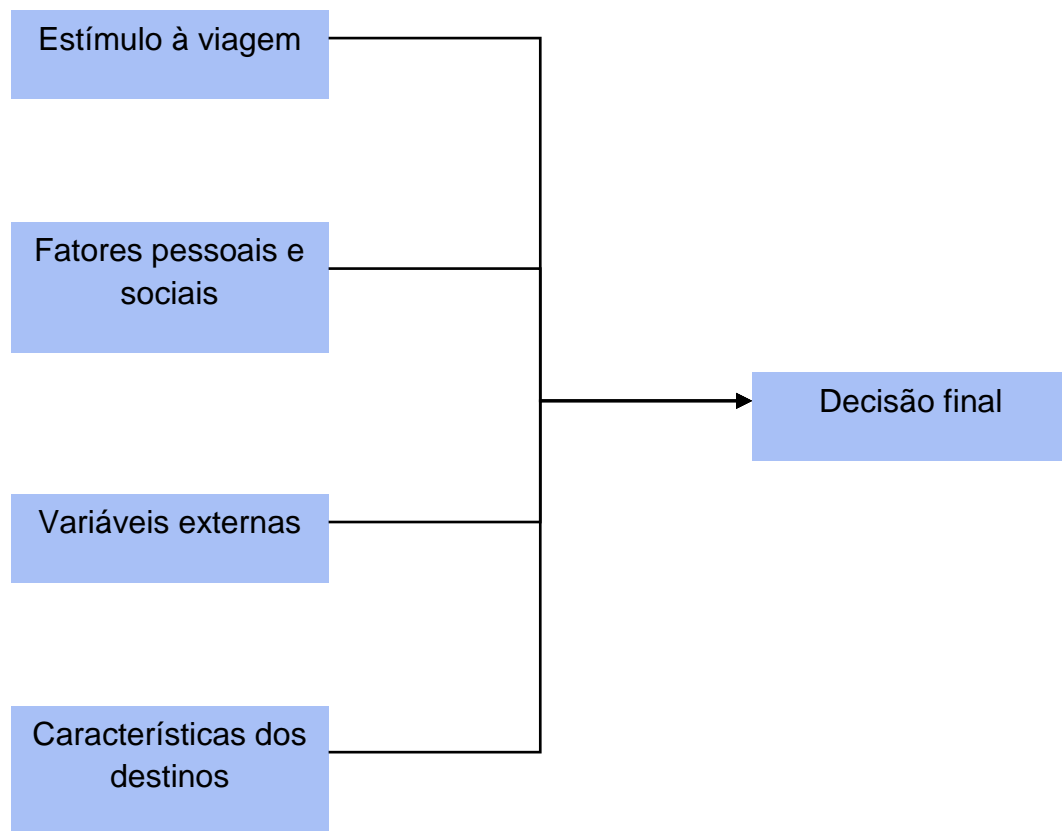 Estímulo à viagem
Fatores pessoais e
sociais
Decisão final
Variáveis externas
Características dos
destinos